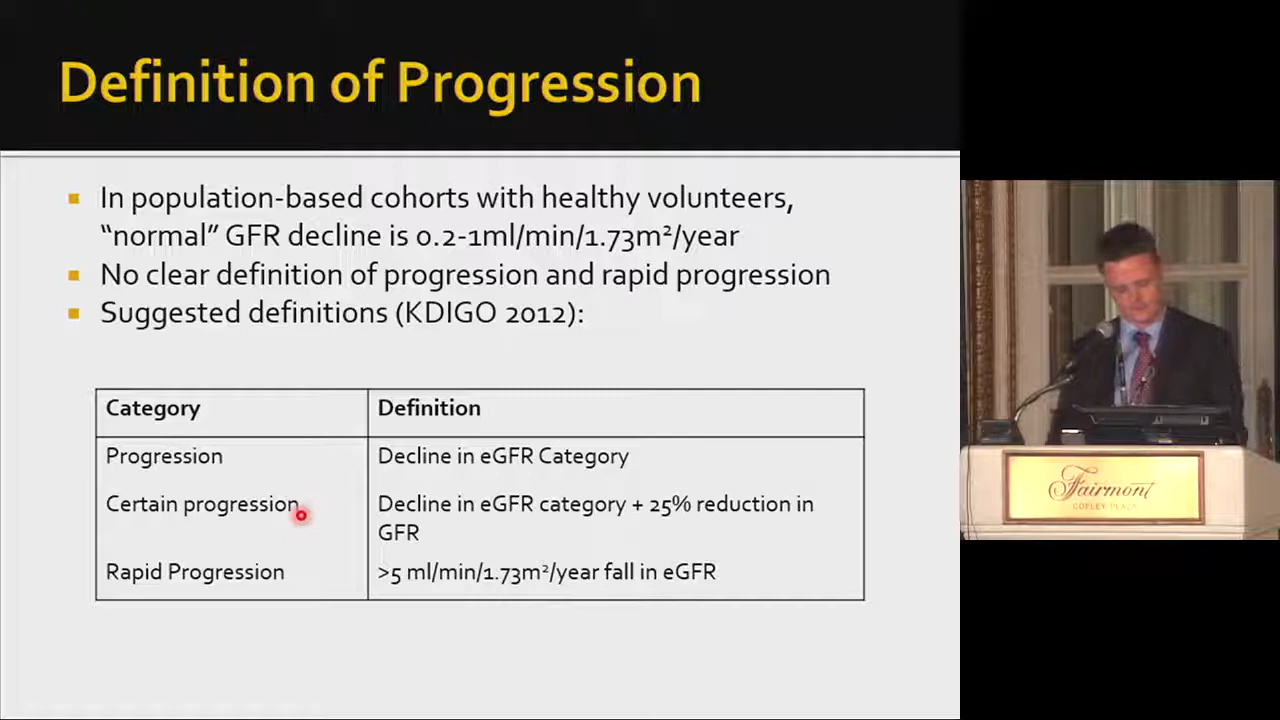 Definition of Progression
In population-based cohorts with healthy volunteers,
“normal” GFR decline is 0.2-1ml/min/1.73m²/year
No clear definition of progression and rapid progression
Suggested definitions (KDIGO 2012):
Category Definition
Progression Decline in eGFR Category
Certain progression Decline in eGFR category + 25% reduction in
GFR
Rapid Progression >5 ml/min/1.73m²/year fall in eGFR
Fairmont
COPLEY PLAZA